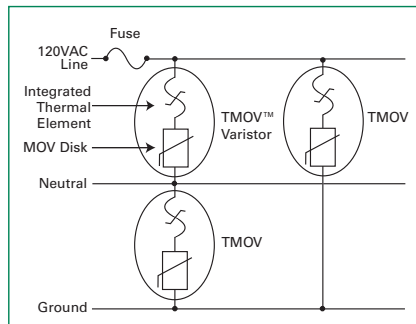 Fuse
120VAC
Line
Integrated
Thermal
Element
TMOV™
Varistor
TMOV
MOV Disk
Neutral
TMOV
Ground